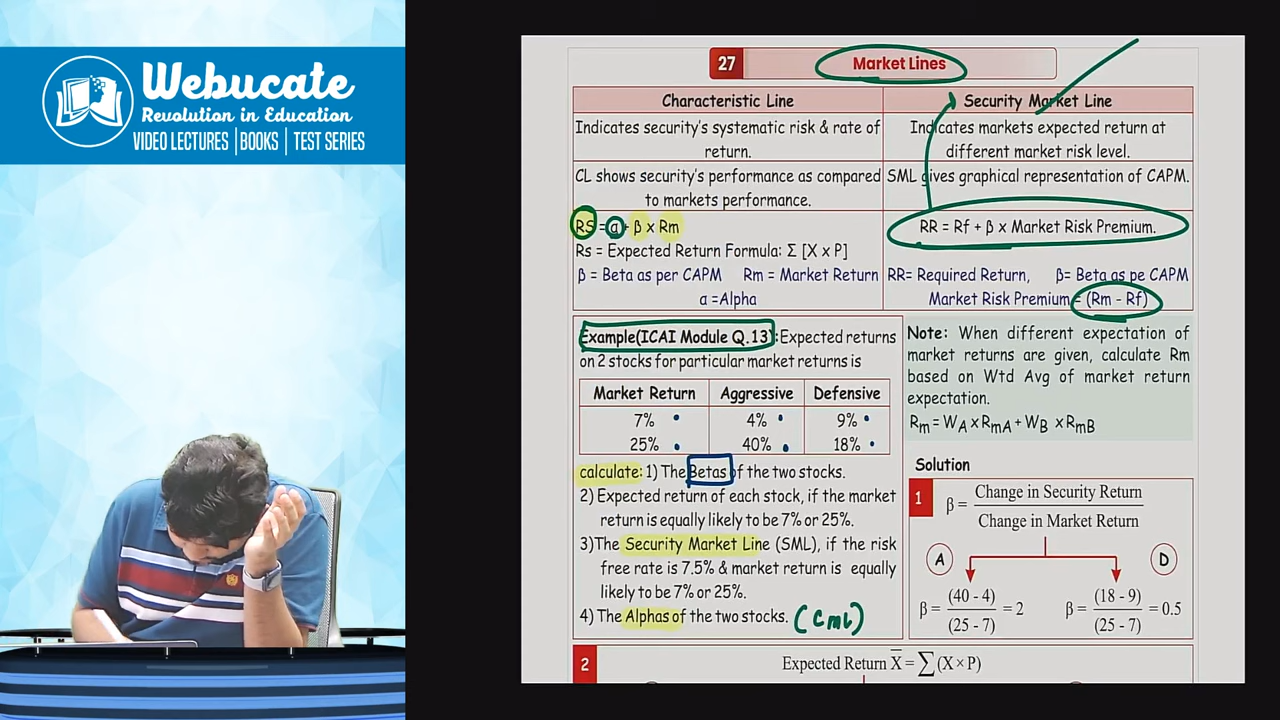 Webucate
Revolution in Education
VIDEO LECTURES | BOOKS | TEST SERIES
27 Market Lines
Characteristic Line
Security Market Line
Indicates security's systematic risk & rate of
return.
Indicates markets expected return at
different market risk level.
CL shows security's performance as compared
to markets performance.
SML gives graphical representation of CAPM.
RS = α + β x Rm
Rs = Expected Return Formula: Σ [X x P]
β = Beta as per CAPM Rm = Market Return
α =Alpha
RR = Rf + β x Market Risk Premium.
RR= Required Return, β= Beta as pe CAPM
Market Risk Premium = (Rm - Rf)
Example(ICAI Module Q.13): Expected returns
on 2 stocks for particular market returns is
Market Return Aggressive Defensive
7% 4% 9%
25% 40% 18%
calculate: 1) The Betas of the two stocks.
2) Expected return of each stock, if the market
return is equally likely to be 7% or 25%.
3)The Security Market Line (SML), if the risk
free rate is 7.5% & market return is equally
likely to be 7% or 25%.
4) The Alphas of the two stocks. (CML)
Note: When different expectation of
market returns are given, calculate Rm
based on Wtd Avg of market return
expectation.
Rm = WA x RmA + WB x RmB
Solution
1 β = Change in Security Return
Change in Market Return
A D
β = (40 - 4) / (25 - 7) = 2 β = (18 - 9) / (25 - 7) = 0.5
2 Expected Return X̄ = ∑ (X × P)